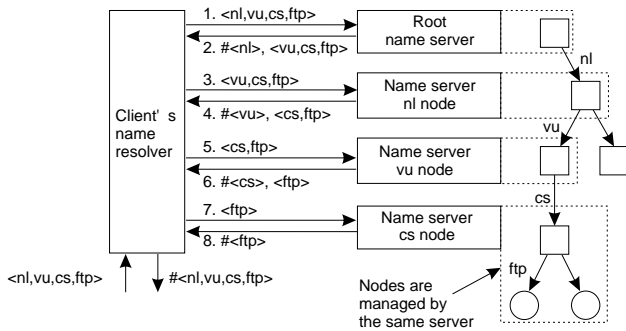 1. <nl,vu,cs,ftp>
2. #<nl>, <vu,cs,ftp>
3. <vu,cs,ftp>
4. #<vu>, <cs,ftp>
5. <cs,ftp>
6. #<cs>, <ftp>
7. <ftp>
8. #<ftp>
Client' s
name
resolver
Root
name server
Name server
nl node
Name server
vu node
Name server
cs node
nl
vu
cs
ftp
<nl,vu,cs,ftp>
#<nl,vu,cs,ftp>
Nodes are
managed by
the same server